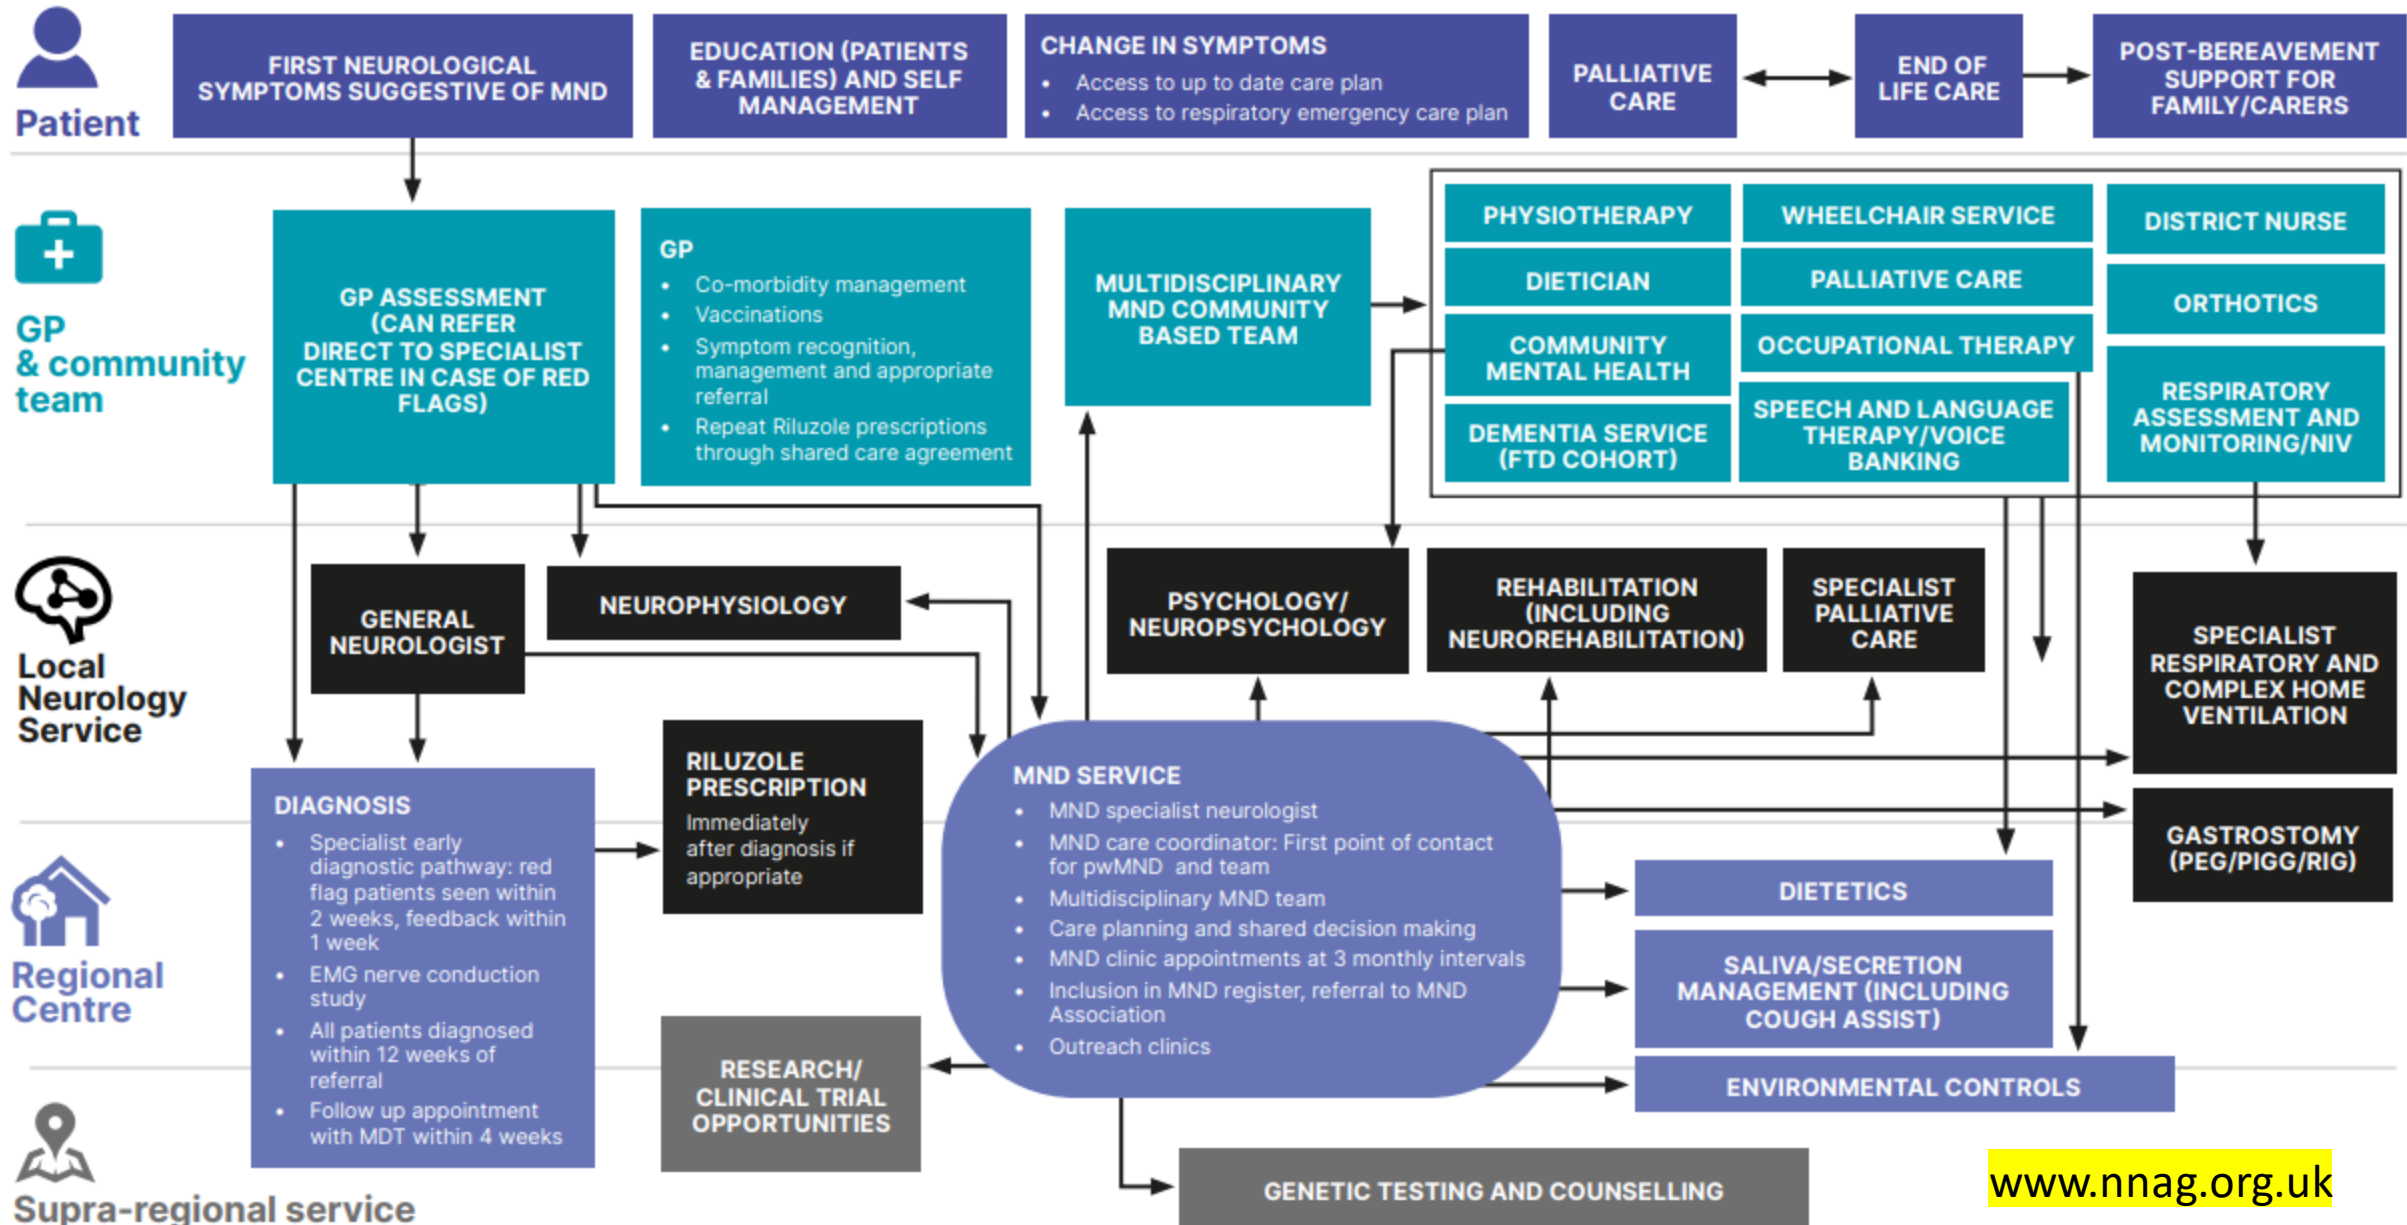 Patient
FIRST NEUROLOGICAL
SYMPTOMS SUGGESTIVE OF MND
EDUCATION (PATIENTS
& FAMILIES) AND SELF
MANAGEMENT
CHANGE IN SYMPTOMS
• Access to up to date care plan
• Access to respiratory emergency care plan
PALLIATIVE
CARE
END OF
LIFE CARE
POST-BEREAVEMENT
SUPPORT FOR
FAMILY/CARERS
GP
& community
team
GP ASSESSMENT
(CAN REFER
DIRECT TO SPECIALIST
CENTRE IN CASE OF RED
FLAGS)
GP
• Co-morbidity management
• Vaccinations
• Symptom recognition,
management and appropriate
referral
• Repeat Riluzole prescriptions
through shared care agreement
MULTIDISCIPLINARY
MND COMMUNITY
BASED TEAM
PHYSIOTHERAPY
DIETICIAN
COMMUNITY
MENTAL HEALTH
DEMENTIA SERVICE
(FTD COHORT)
WHEELCHAIR SERVICE
PALLIATIVE CARE
OCCUPATIONAL THERAPY
SPEECH AND LANGUAGE
THERAPY/VOICE
BANKING
DISTRICT NURSE
ORTHOTICS
RESPIRATORY
ASSESSMENT AND
MONITORING/NIV
Local
Neurology
Service
GENERAL
NEUROLOGIST
NEUROPHYSIOLOGY
PSYCHOLOGY/
NEUROPSYCHOLOGY
REHABILITATION
(INCLUDING
NEUROREHABILITATION)
SPECIALIST
PALLIATIVE
CARE
SPECIALIST
RESPIRATORY AND
COMPLEX HOME
VENTILATION
RILUZOLE
PRESCRIPTION
Immediately
after diagnosis if
appropriate
GASTROSTOMY
(PEG/PIGG/RIG)
Regional
Centre
DIAGNOSIS
• Specialist early
diagnostic pathway: red
flag patients seen within
2 weeks, feedback within
1 week
• EMG nerve conduction
study
• All patients diagnosed
within 12 weeks of
referral
• Follow up appointment
with MDT within 4 weeks
MND SERVICE
• MND specialist neurologist
• MND care coordinator: First point of contact
for pwMND and team
• Multidisciplinary MND team
• Care planning and shared decision making
• MND clinic appointments at 3 monthly intervals
• Inclusion in MND register, referral to MND
Association
• Outreach clinics
DIETETICS
SALIVA/SECRETION
MANAGEMENT (INCLUDING
COUGH ASSIST)
ENVIRONMENTAL CONTROLS
Supra-regional service
RESEARCH/
CLINICAL TRIAL
OPPORTUNITIES
GENETIC TESTING AND COUNSELLING
www.nnag.org.uk